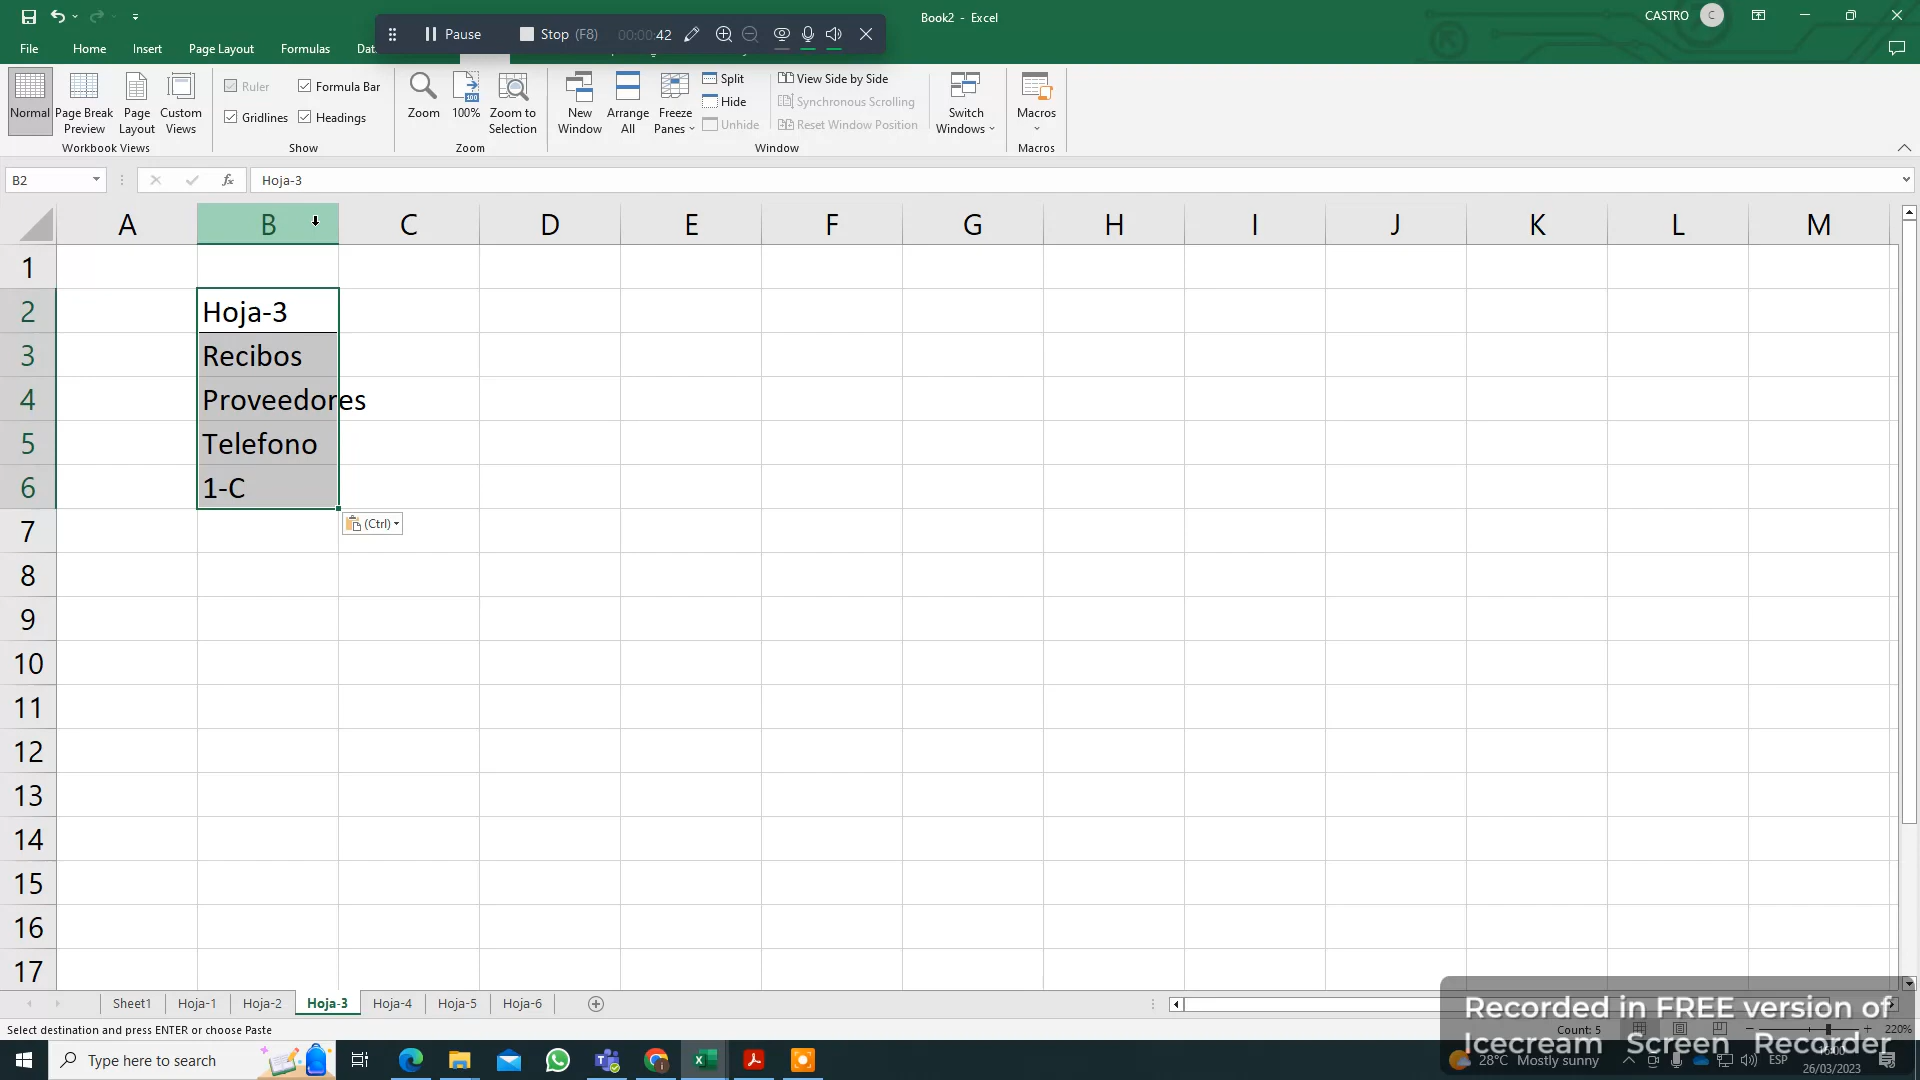 Book2 - Excel
CASTRO C
Pause Stop (F8) 00:00:42
File Home Insert Page Layout Formulas Dat
Normal Page Break Preview Page Layout Custom Views
Workbook Views
Ruler Formula Bar
Gridlines Headings
Show
Zoom 100% Zoom to Selection
Zoom
New Window Arrange All Freeze Panes
Split View Side by Side
Hide Synchronous Scrolling
Unhide Reset Window Position
Switch Windows
Window
Macros
Macros
B2 fx Hoja-3
A B C D E F G H I J K L M
1
2 Hoja-3
3 Recibos
4 Proveedores
5 Telefono
6 1-C
(Ctrl)
7
8
9
10
11
12
13
14
15
16
17
Sheet1 Hoja-1 Hoja-2 Hoja-3 Hoja-4 Hoja-5 Hoja-6
Select destination and press ENTER or choose Paste
Count: 5
220%
Recorded in FREE version of
Icecream Screen Recorder
Type here to search
28°C Mostly sunny
ESP
26/03/2023